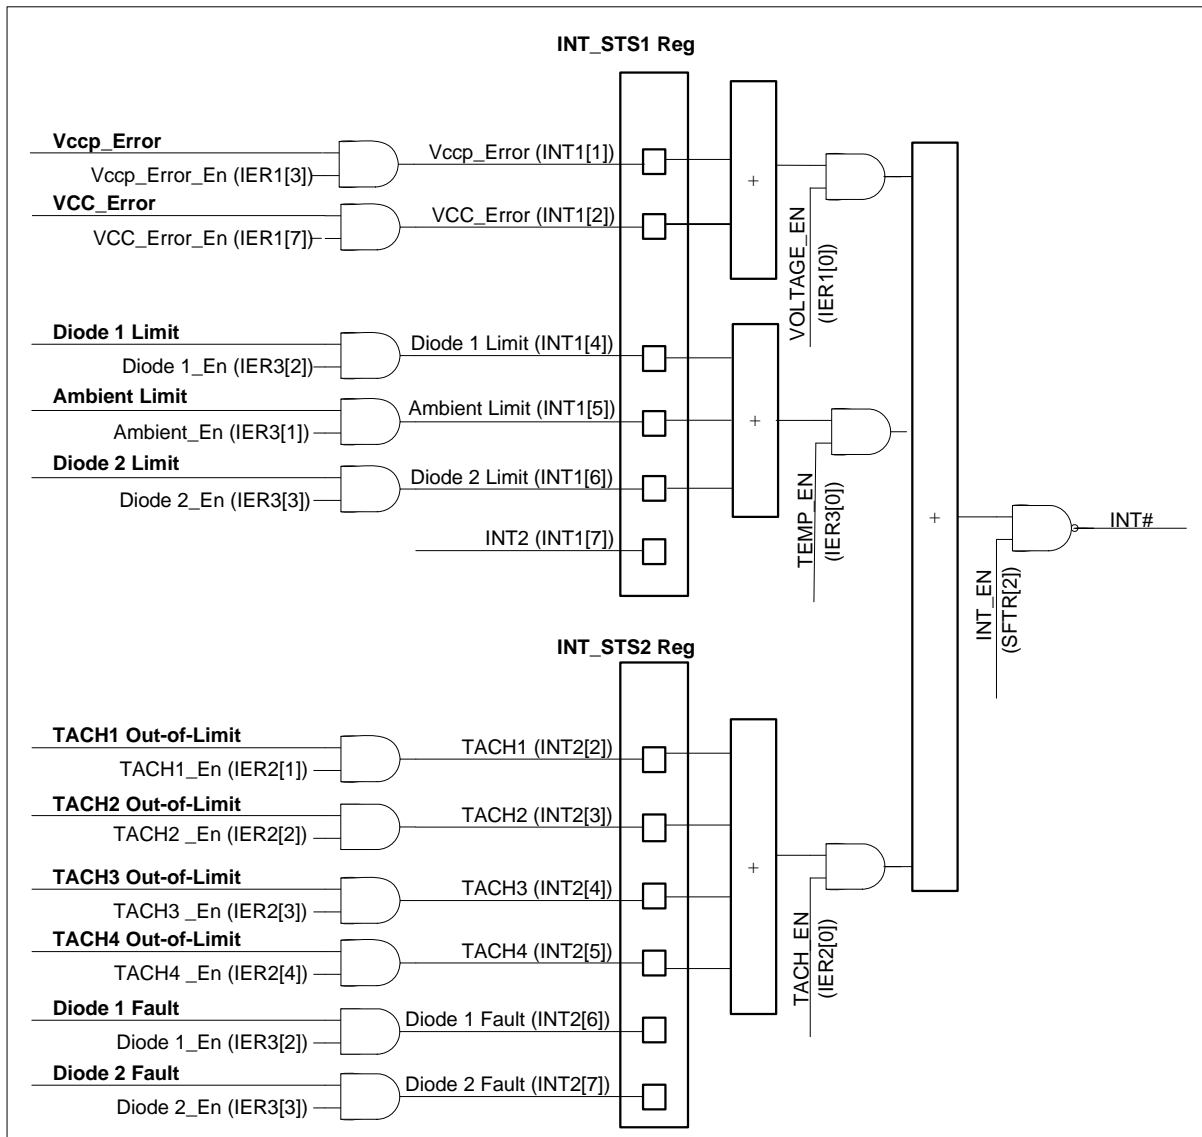 INT_STS1 Reg
Vccp_Error
Vccp_Error_En (IER1[3])
Vccp_Error (INT1[1])
VCC_Error
VCC_Error_En (IER1[7])
VCC_Error (INT1[2])
+
VOLTAGE_EN
(IER1[0])
Diode 1 Limit
Diode 1_En (IER3[2])
Diode 1 Limit (INT1[4])
Ambient Limit
Ambient_En (IER3[1])
Ambient Limit (INT1[5])
Diode 2 Limit
Diode 2_En (IER3[3])
Diode 2 Limit (INT1[6])
INT2 (INT1[7])
+
TEMP_EN
(IER3[0])
+
INT_EN
(SFTR[2])
INT#
INT_STS2 Reg
TACH1 Out-of-Limit
TACH1_En (IER2[1])
TACH1 (INT2[2])
TACH2 Out-of-Limit
TACH2 _En (IER2[2])
TACH2 (INT2[3])
TACH3 Out-of-Limit
TACH3 _En (IER2[3])
TACH3 (INT2[4])
TACH4 Out-of-Limit
TACH4 _En (IER2[4])
TACH4 (INT2[5])
+
TACH_EN
(IER2[0])
Diode 1 Fault
Diode 1_En (IER3[2])
Diode 1 Fault (INT2[6])
Diode 2 Fault
Diode 2_En (IER3[3])
Diode 2 Fault (INT2[7])